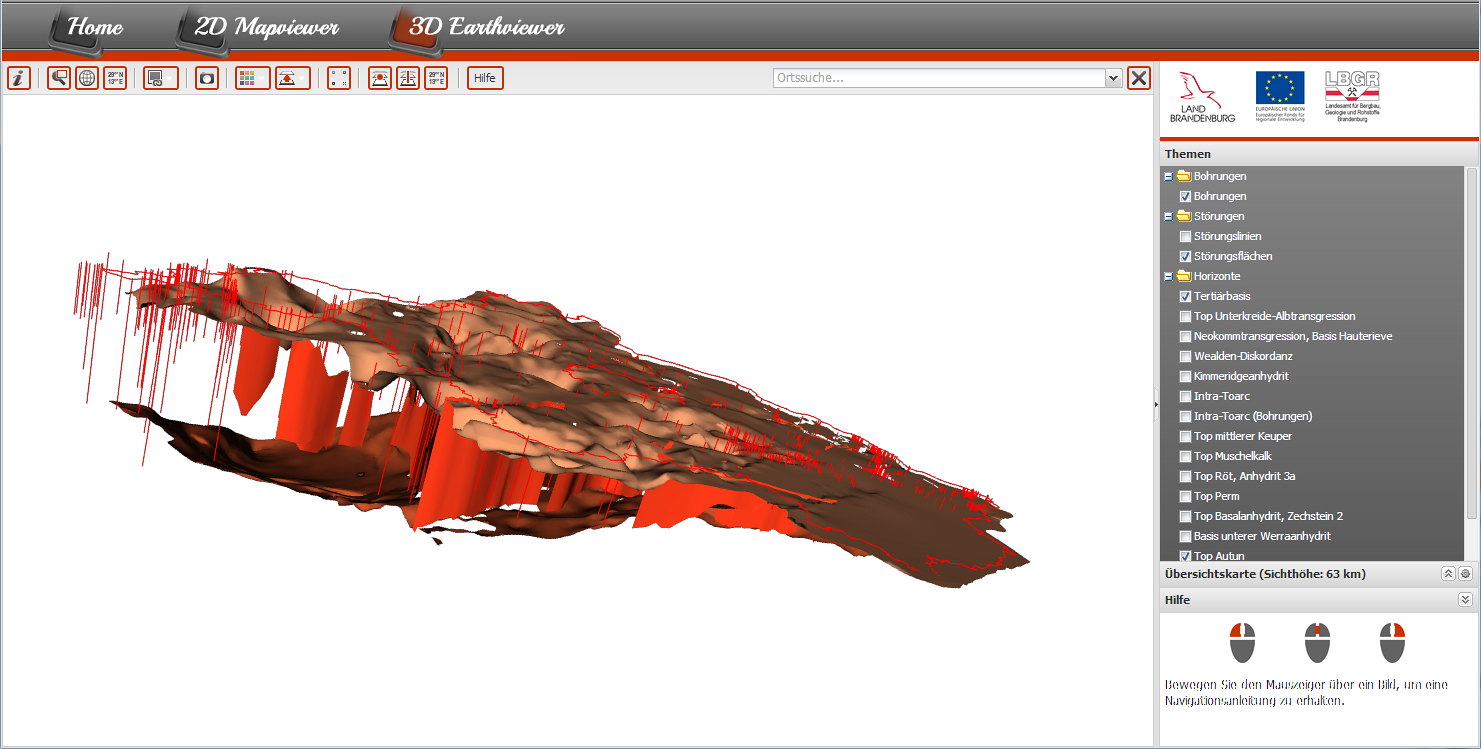 Home
2D Mapviewer
3D Earthviewer
i
29° N
13° E
29° N
13° E
Hilfe
Ortssuche...
LAND
BRANDENBURG
EUROPÄISCHE UNION
Europäischer Fonds für
regionale Entwicklung
LBGR
Landesamt für Bergbau,
Geologie und Rohstoffe
Brandenburg
Themen
Bohrungen
Bohrungen
Störungen
Störungslinien
Störungsflächen
Horizonte
Tertiärbasis
Top Unterkreide-Albtransgression
Neokommtransgression, Basis Hauterieve
Wealden-Diskordanz
Kimmeridgeanhydrit
Intra-Toarc
Intra-Toarc (Bohrungen)
Top mittlerer Keuper
Top Muschelkalk
Top Röt, Anhydrit 3a
Top Perm
Top Basalanhydrit, Zechstein 2
Basis unterer Werraanhydrit
Top Autun
Übersichtskarte (Sichthöhe: 63 km)
Hilfe
Bewegen Sie den Mauszeiger über ein Bild, um eine
Navigationsanleitung zu erhalten.